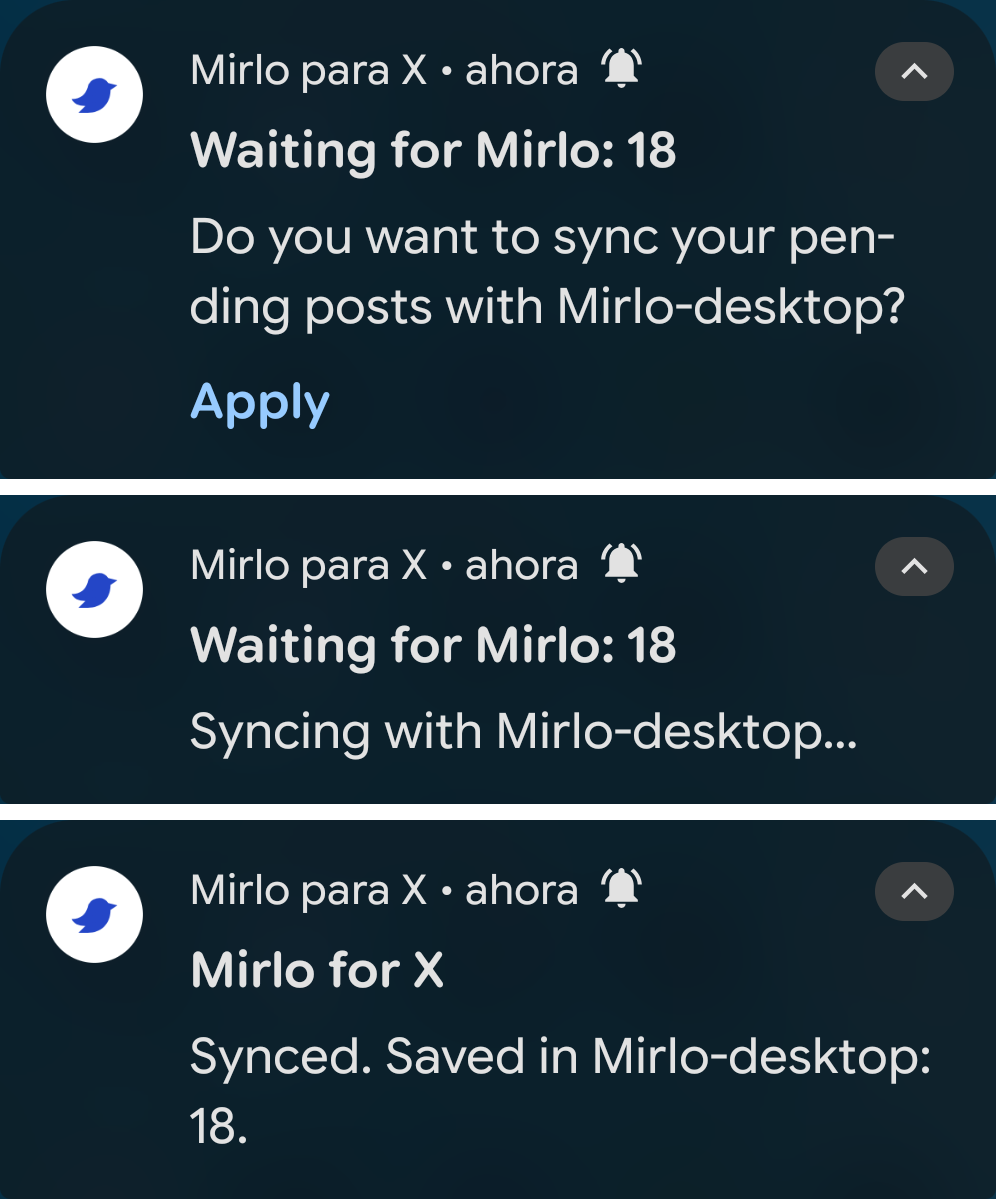 Mirlo para X • ahora
Waiting for Mirlo: 18
Do you want to sync your pen-
ding posts with Mirlo-desktop?
Apply
Mirlo para X • ahora
Waiting for Mirlo: 18
Syncing with Mirlo-desktop...
Mirlo para X • ahora
Mirlo for X
Synced. Saved in Mirlo-desktop:
18.